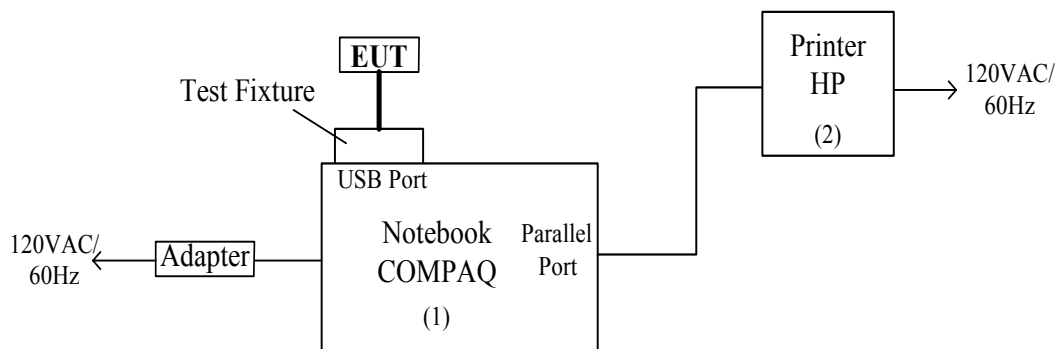 EUT
Test Fixture
USB Port
Notebook
COMPAQ
(1)
Parallel
Port
Adapter
120VAC/
60Hz
Printer
HP
(2)
120VAC/
60Hz